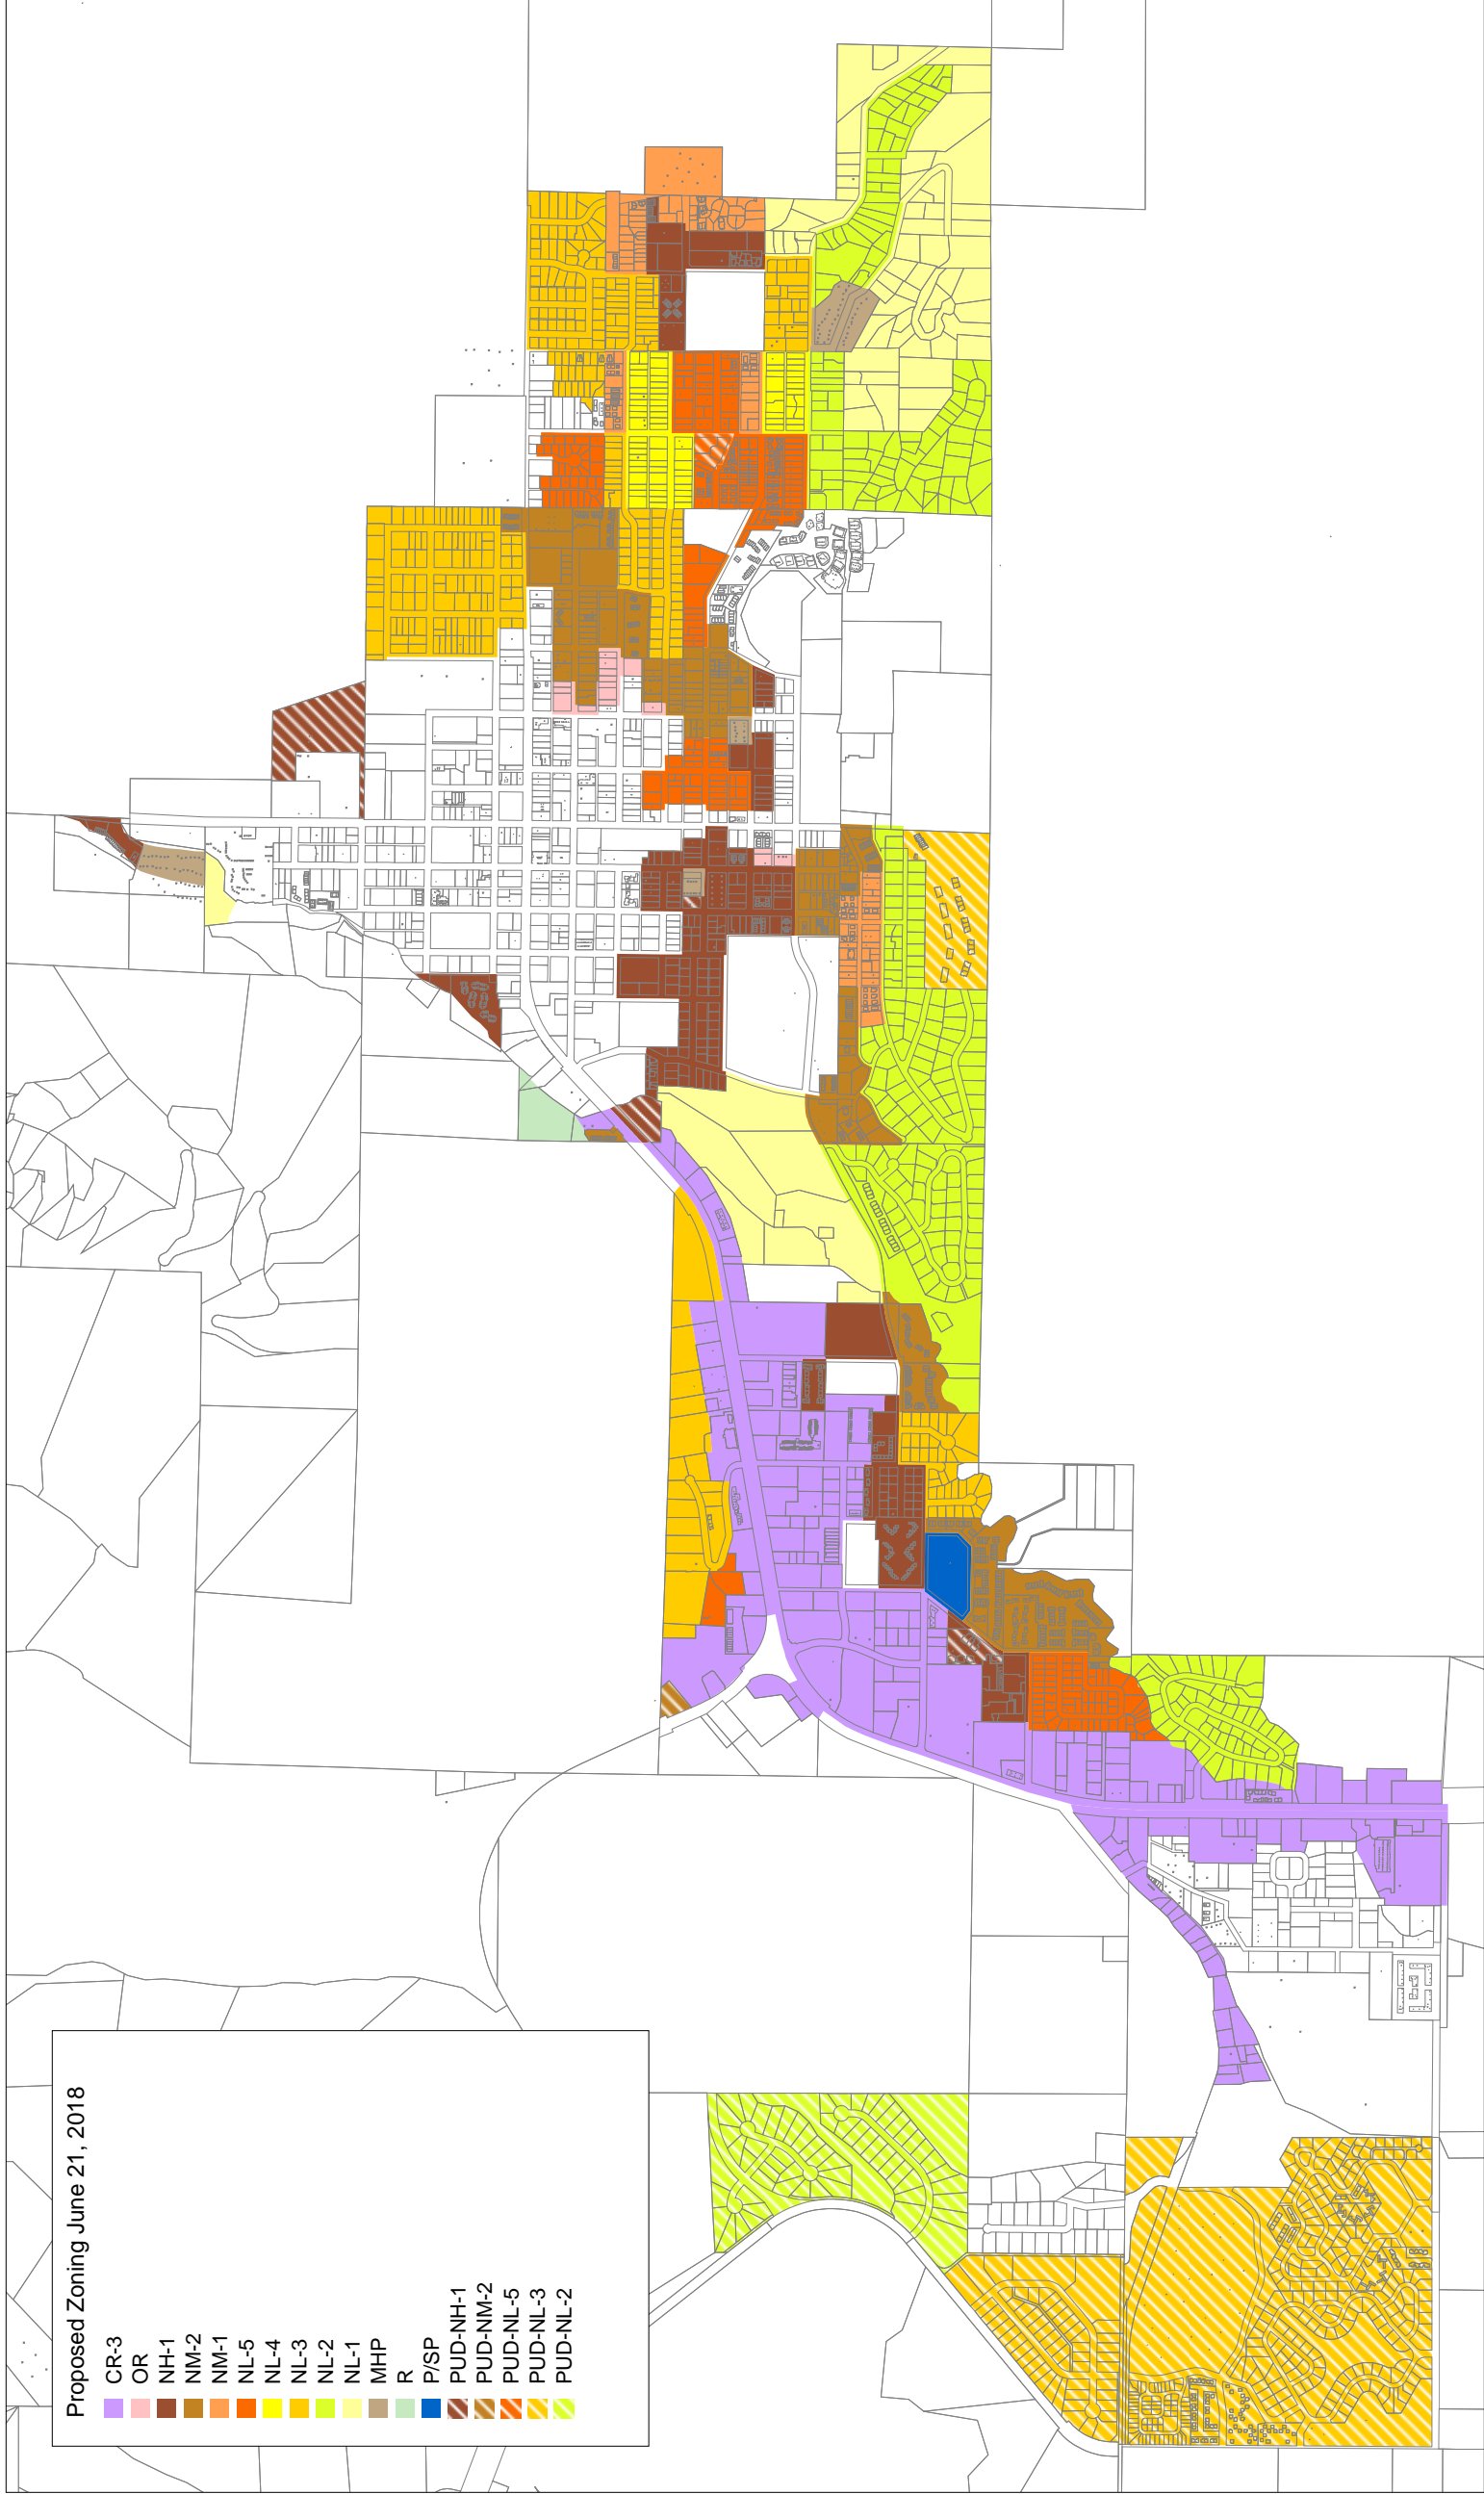 Proposed Zoning June 21, 2018
CR-3
OR
NH-1
NM-2
NM-1
NL-5
NL-4
NL-3
NL-2
NL-1
MHP
R
P/SP
PUD-NH-1
PUD-NM-2
PUD-NL-5
PUD-NL-3
PUD-NL-2